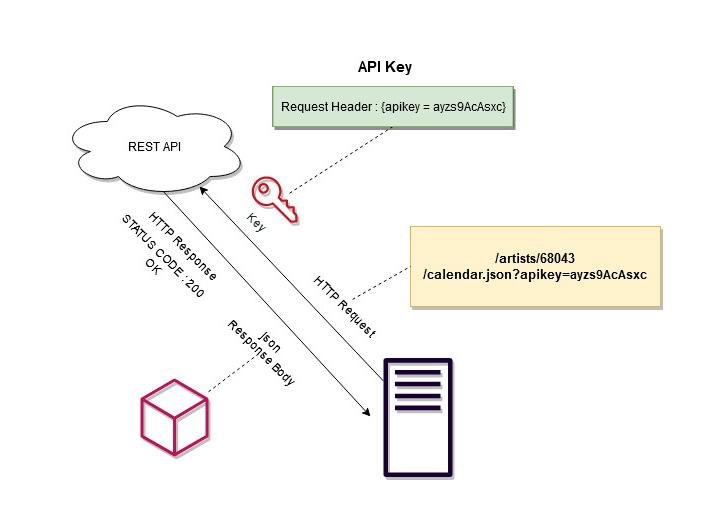 API Key
Request Header : {apikey = ayzs9AcAsxc}
REST API
Key
HTTP Response
STATUS CODE : 200
OK
/artists/68043
/calendar.json?apikey=ayzs9AcAsxc
HTTP Request
json
Response Body